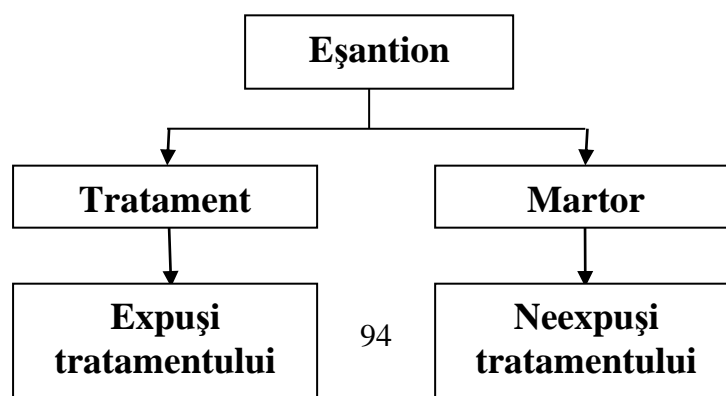 Eşantion
Tratament
Martor
Expuşi
tratamentului
94
Neexpuşi
tratamentului